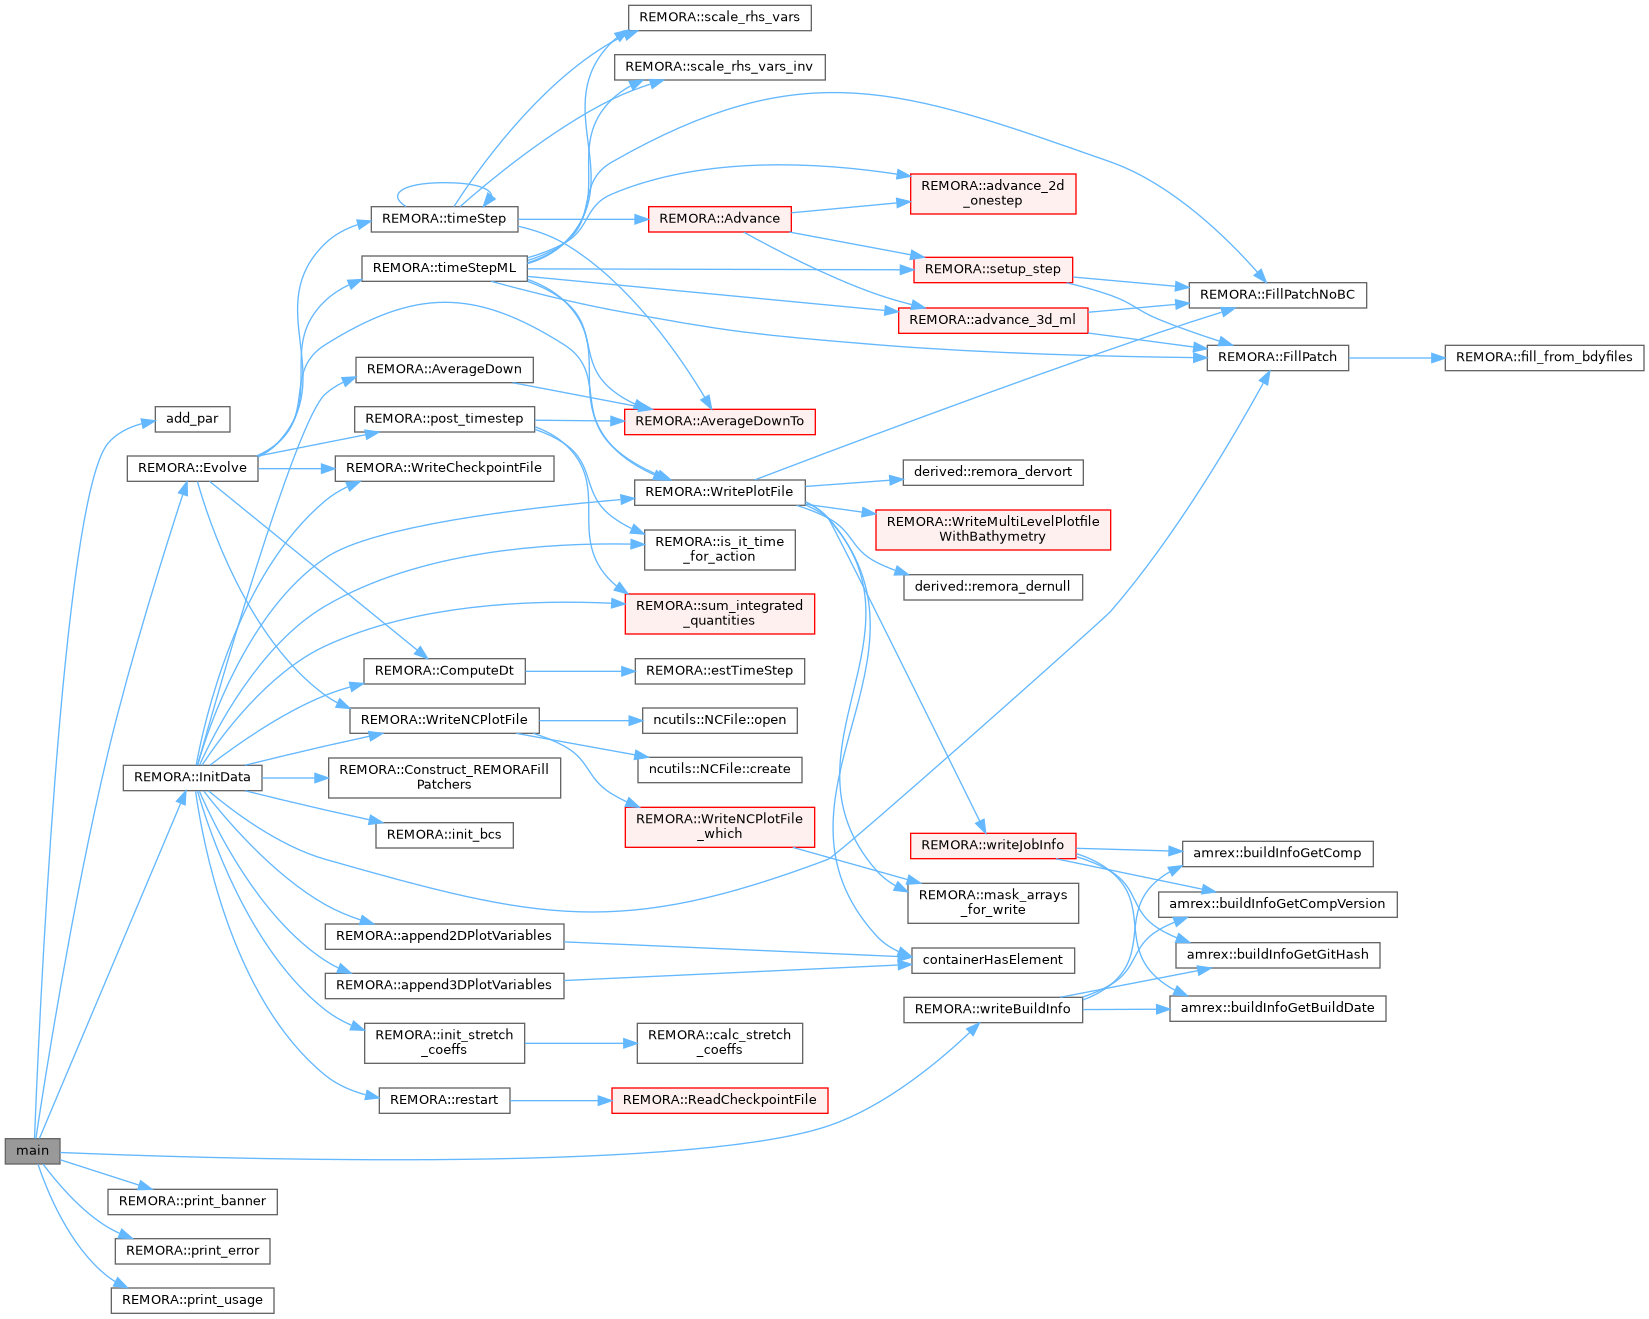 REMORA::scale_rhs_vars
REMORA::scale_rhs_vars_inv
REMORA::advance_2d
_onestep
REMORA::timeStep
REMORA::Advance
REMORA::timeStepML
REMORA::setup_step
REMORA::FillPatchNoBC
REMORA::advance_3d_ml
REMORA::FillPatch
REMORA::fill_from_bdyfiles
REMORA::AverageDown
add_par
REMORA::post_timestep
REMORA::AverageDownTo
REMORA::Evolve
REMORA::WriteCheckpointFile
derived::remora_dervort
REMORA::WritePlotFile
REMORA::WriteMultiLevelPlotfile
WithBathymetry
REMORA::is_it_time
_for_action
derived::remora_dernull
REMORA::sum_integrated
_quantities
REMORA::ComputeDt
REMORA::estTimeStep
REMORA::WriteNCPlotFile
ncutils::NCFile::open
REMORA::InitData
REMORA::Construct_REMORAFill
Patchers
ncutils::NCFile::create
REMORA::init_bcs
REMORA::WriteNCPlotFile
_which
REMORA::writeJobInfo
amrex::buildInfoGetComp
REMORA::mask_arrays
_for_write
amrex::buildInfoGetCompVersion
REMORA::append2DPlotVariables
containerHasElement
amrex::buildInfoGetGitHash
REMORA::append3DPlotVariables
REMORA::writeBuildInfo
amrex::buildInfoGetBuildDate
REMORA::init_stretch
_coeffs
REMORA::calc_stretch
_coeffs
REMORA::restart
REMORA::ReadCheckpointFile
main
REMORA::print_banner
REMORA::print_error
REMORA::print_usage